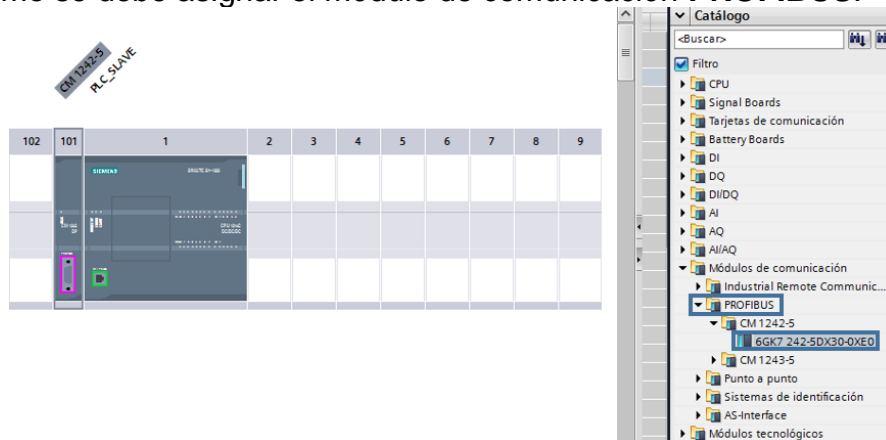 mo se debe asignar el módulo de comunicación PROFIBUS.
CM 1242-5
PLC_SLAVE
102 101 1 2 3 4 5 6 7 8 9
SIEMENS
Catálogo
<Buscar>
Filtro
CPU
Signal Boards
Tarjetas de comunicación
Battery Boards
DI
DQ
DI/DQ
AI
AQ
AI/AQ
Módulos de comunicación
Industrial Remote Communic...
PROFIBUS
CM 1242-5
6GK7 242-5DX30-0XE0
CM 1243-5
Punto a punto
Sistemas de identificación
AS-Interface
Módulos tecnológicos